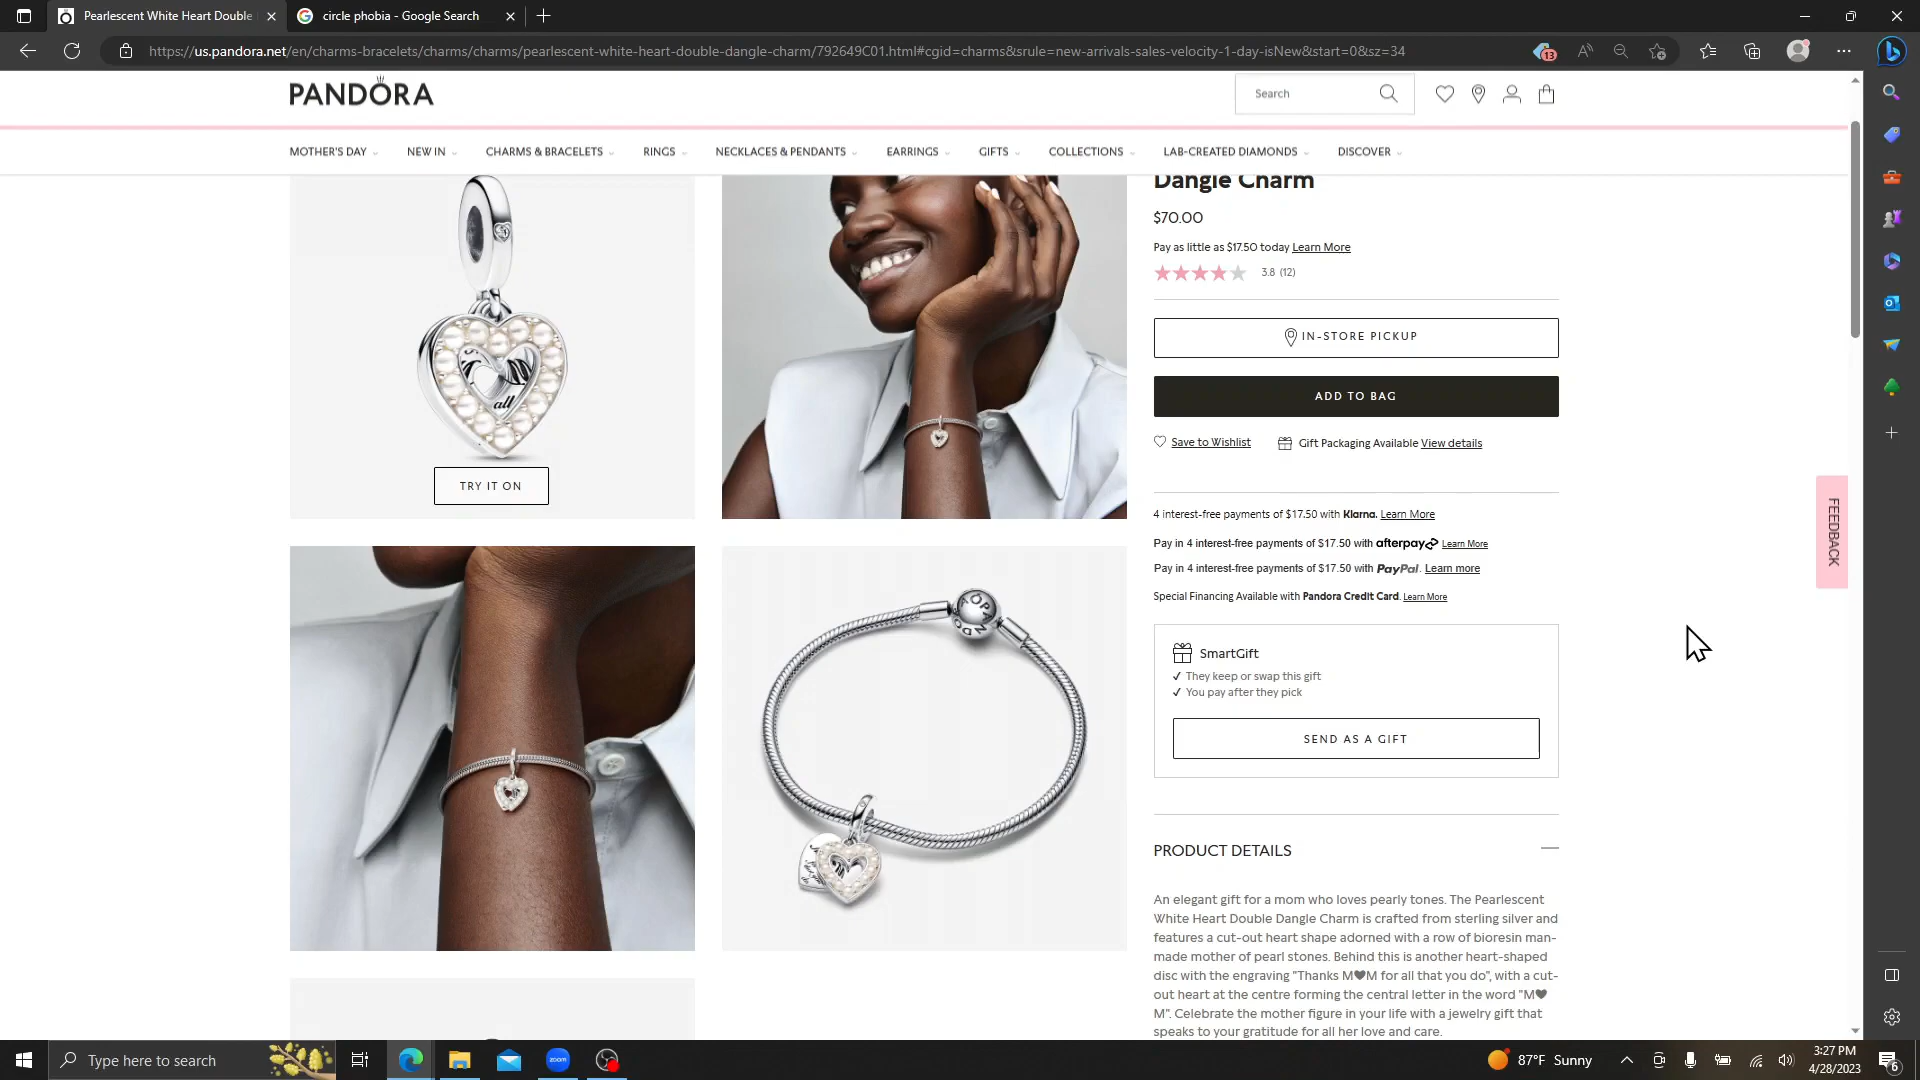 Pearlescent White Heart Double
circle phobia - Google Search
https://us.pandora.net/en/charms-bracelets/charms/charms/pearlescent-white-heart-double-dangle-charm/792649C01.html#cgid=charms&srule=new-arrivals-sales-velocity-1-day-isNew&start=0&sz=34
13
PANDORA
Search
MOTHER'S DAY NEW IN CHARMS & BRACELETS RINGS NECKLACES & PENDANTS EARRINGS GIFTS COLLECTIONS LAB-CREATED DIAMONDS DISCOVER
Dangle Charm
$70.00
Pay as little as $17.50 today Learn More
3.8 (12)
IN-STORE PICKUP
ADD TO BAG
Save to Wishlist Gift Packaging Available View details
all
TRY IT ON
4 interest-free payments of $17.50 with Klarna. Learn More
Pay in 4 interest-free payments of $17.50 with afterpay Learn More
Pay in 4 interest-free payments of $17.50 with PayPal. Learn more
Special Financing Available with Pandora Credit Card. Learn More
FEEDBACK
SmartGift
✓ They keep or swap this gift
✓ You pay after they pick
SEND AS A GIFT
PRODUCT DETAILS
An elegant gift for a mom who loves pearly tones. The Pearlescent
White Heart Double Dangle Charm is crafted from sterling silver and
features a cut-out heart shape adorned with a row of bioresin man-
made mother of pearl stones. Behind this is another heart-shaped
disc with the engraving "Thanks M♥M for all that you do", with a cut-
out heart at the centre forming the central letter in the word "M♥
M". Celebrate the mother figure in your life with a jewelry gift that
speaks to your gratitude for all her love and care.
Type here to search
zoom
87°F Sunny
3:27 PM
4/28/2023
6